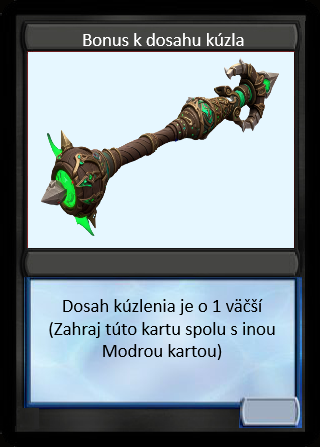 Bonus k dosahu kúzla
Dosah kúzlenia je o 1 väčší
(Zahraj túto kartu spolu s inou
Modrou kartou)